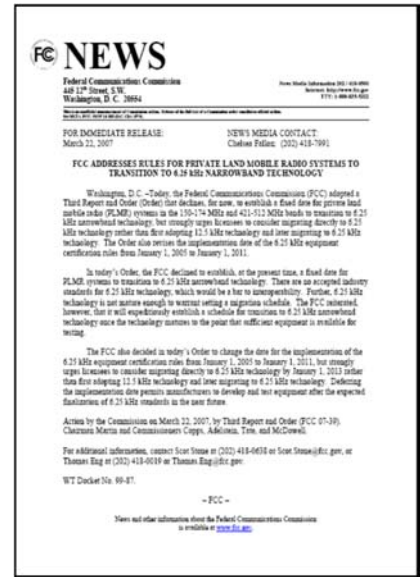 FCC NEWS
Federal Communications Commission
445 12th Street, S.W.
Washington, D. C. 20554
News Media Information 202 / 418-0500
Internet: http://www.fcc.gov
TTY: 1-888-835-5322
FOR IMMEDIATE RELEASE:
March 22, 2007
NEWS MEDIA CONTACT:
Chelsea Fallon: (202) 418-7991
FCC ADDRESSES RULES FOR PRIVATE LAND MOBILE RADIO SYSTEMS TO
TRANSITION TO 6.25 kHz NARROWBAND TECHNOLOGY
Washington, D.C. –Today, the Federal Communications Commission (FCC) adopted a
Third Report and Order (Order) that declines, for now, to establish a fixed date for private land
mobile radio (PLMR) systems in the 150-174 MHz and 421-512 MHz bands to transition to 6.25
kHz narrowband technology, but strongly urges licensees to consider migrating directly to 6.25
kHz technology rather than first adopting 12.5 kHz technology and later migrating to 6.25 kHz
technology. The Order also revises the implementation date of the 6.25 kHz equipment
certification rules from January 1, 2005 to January 1, 2011.
In today's Order, the FCC declined to establish, at the present time, a fixed date for
PLMR systems to transition to 6.25 kHz narrowband technology. There are no accepted industry
standards for 6.25 kHz technology, which would be a bar to interoperability. Further, 6.25 kHz
technology is not mature enough to warrant setting a migration schedule. The FCC reiterated,
however, that it will expeditiously establish a schedule for transition to 6.25 kHz narrowband
technology once the technology matures to the point that sufficient equipment is available for
testing.
The FCC also decided in today's Order to change the date for the implementation of the
6.25 kHz equipment certification rules from January 1, 2005 to January 1, 2011, but strongly
urges licensees to consider migrating directly to 6.25 kHz technology by January 1, 2013 rather
than first adopting 12.5 kHz technology and later migrating to 6.25 kHz technology. Deferring
the implementation date permits manufacturers to develop and test equipment after the expected
finalization of 6.25 kHz standards in the near future.
Action by the Commission on March 22, 2007, by Third Report and Order (FCC 07-39).
Chairman Martin and Commissioners Copps, Adelstein, Tate, and McDowell.
For additional information, contact Scot Stone at (202) 418-0638 or Scot.Stone@fcc.gov, or
Thomas Eng at (202) 418-0019 or Thomas.Eng@fcc.gov.
WT Docket No. 99-87.
– FCC –
News and other information about the Federal Communications Commission
is available at www.fcc.gov.